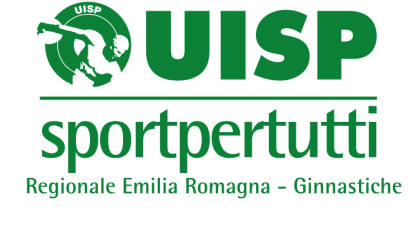 UISP
UISP
sportpertutti
Regionale Emilia Romagna - Ginnastiche